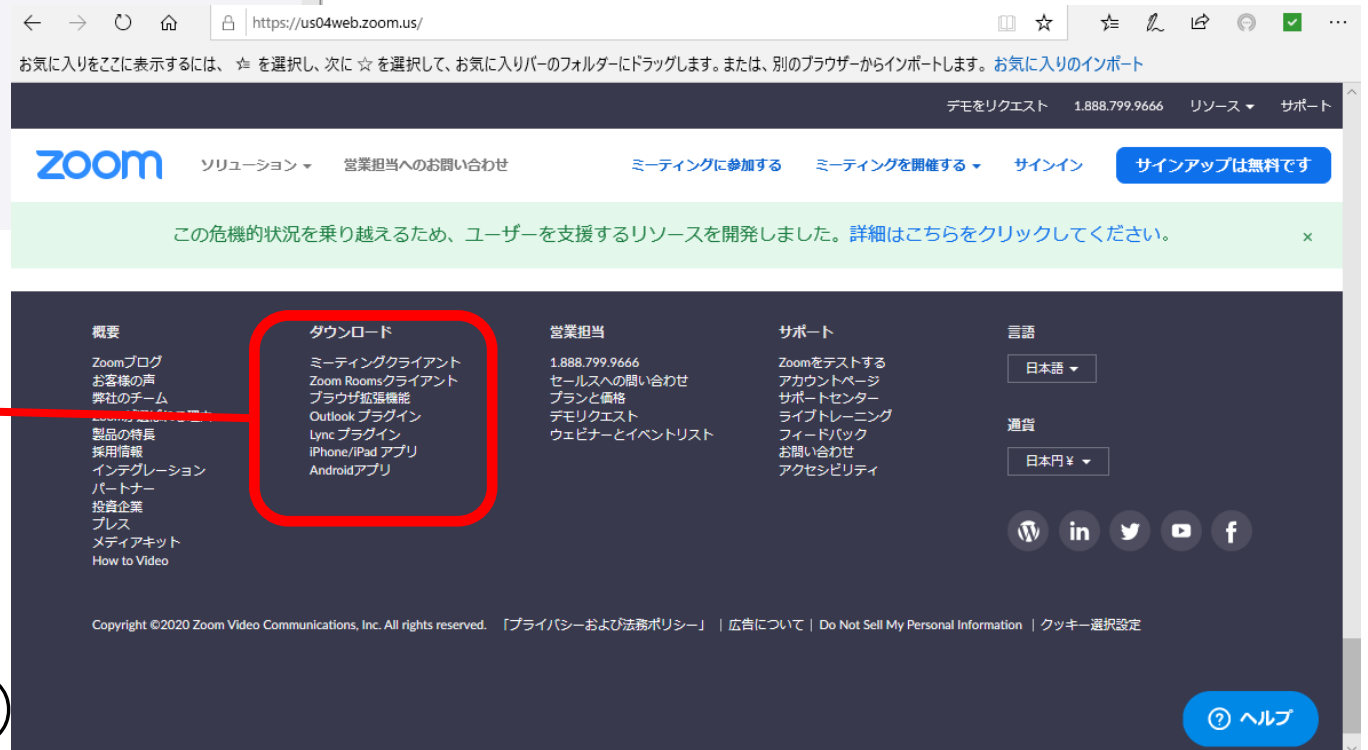 https://us04web.zoom.us/
お気に入りをここに表示するには、 を選択し、次に ☆ を選択して、お気に入りバーのフォルダーにドラッグします。または、別のブラウザーからインポートします。 お気に入りのインポート
デモをリクエスト 1.888.799.9666 リソース サポート
zoom ソリューション 営業担当へのお問い合わせ ミーティングに参加する ミーティングを開催する サインイン サインアップは無料です
この危機的状況を乗り越えるため、ユーザーを支援するリソースを開発しました。詳細はこちらをクリックしてください。 ×
概要
Zoomブログ
お客様の声
弊社のチーム
製品の特長
採用情報
インテグレーション
パートナー
投資企業
プレス
メディアキット
How to Video
ダウンロード
ミーティングクライアント
Zoom Roomsクライアント
ブラウザ拡張機能
Outlook プラグイン
Lync プラグイン
iPhone/iPad アプリ
Androidアプリ
営業担当
1.888.799.9666
セールスへの問い合わせ
プランと価格
デモリクエスト
ウェビナーとイベントリスト
サポート
Zoomをテストする
アカウントページ
サポートセンター
ライブトレーニング
フィードバック
お問い合わせ
アクセシビリティ
言語
日本語
通貨
日本円 ¥
in f
Copyright ©2020 Zoom Video Communications, Inc. All rights reserved. 「プライバシーおよび法務ポリシー」 | 広告について | Do Not Sell My Personal Information | クッキー選択設定
? ヘルプ